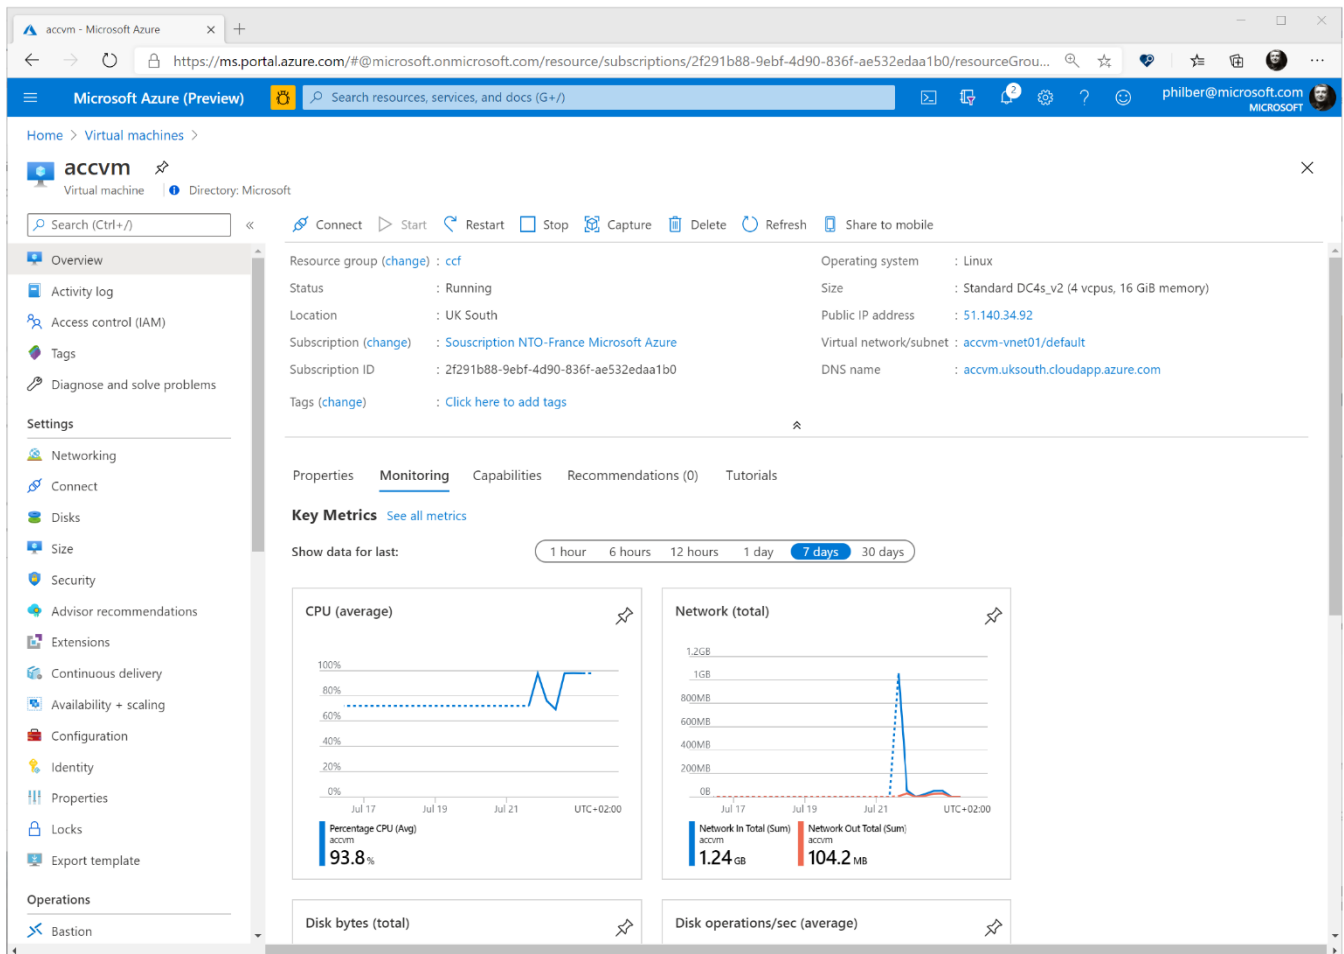 accvm - Microsoft Azure
https://ms.portal.azure.com/#@microsoft.onmicrosoft.com/resource/subscriptions/2f291b88-9ebf-4d90-836f-ae532edaa1b0/resourceGrou...
Microsoft Azure (Preview)
Search resources, services, and docs (G+/)
2
philber@microsoft.com
MICROSOFT
Home > Virtual machines >
accvm
Virtual machine
Directory: Microsoft
Search (Ctrl+/)
«
Connect
Start
Restart
Stop
Capture
Delete
Refresh
Share to mobile
Overview
Activity log
Access control (IAM)
Tags
Diagnose and solve problems
Settings
Networking
Connect
Disks
Size
Security
Advisor recommendations
Extensions
Continuous delivery
Availability + scaling
Configuration
Identity
Properties
Locks
Export template
Operations
Bastion
Resource group (change) : ccf
Status : Running
Location : UK South
Subscription (change) : Souscription NTO-France Microsoft Azure
Subscription ID : 2f291b88-9ebf-4d90-836f-ae532edaa1b0
Tags (change) : Click here to add tags
Operating system : Linux
Size : Standard DC4s_v2 (4 vcpus, 16 GiB memory)
Public IP address : 51.140.34.92
Virtual network/subnet : accvm-vnet01/default
DNS name : accvm.uksouth.cloudapp.azure.com
Properties
Monitoring
Capabilities
Recommendations (0)
Tutorials
Key Metrics See all metrics
Show data for last:
1 hour
6 hours
12 hours
1 day
7 days
30 days
CPU (average)
100%
80%
60%
40%
20%
0%
Jul 17
Jul 19
Jul 21
UTC+02:00
Percentage CPU (Avg)
accvm
93.8 %
Network (total)
1.2GB
1GB
800MB
600MB
400MB
200MB
0B
Jul 17
Jul 19
Jul 21
UTC+02:00
Network In Total (Sum)
accvm
1.24 GB
Network Out Total (Sum)
accvm
104.2 MB
Disk bytes (total)
Disk operations/sec (average)